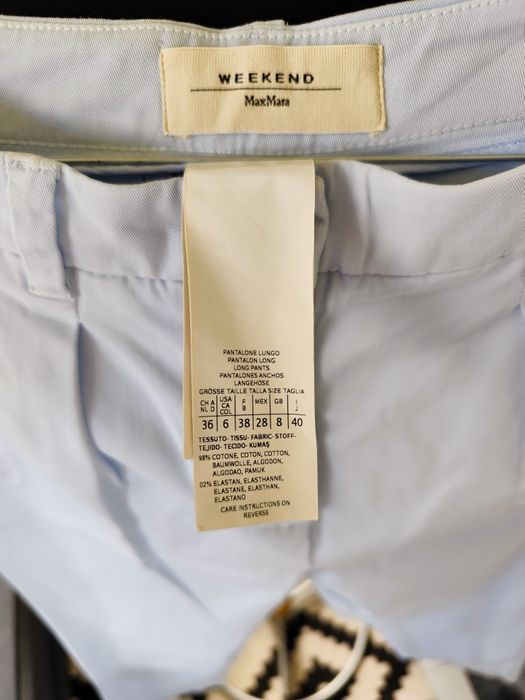 WEEKEND
MaxMara
PANTALONE LUNGO
PANTALON LONG
LONG PANTS
PANTALONES ANCHOS
LANGEHOSE
GRÖSSE TAILLE TALLA SIZE TAGLIA
CH A NL D USA CA COL F B MEX GB I J
36 6 38 28 8 40
TESSUTO- TISSU- FABRIC- STOFF-
TEJIDO- TECIDO- KUMAŞ
98% COTONE, COTON, COTTON,
BAUMWOLLE, ALGODON,
ALGODAO, PAMUK
02% ELASTAN, ELASTHANNE,
ELASTANE, ELASTHAN,
ELASTANO
CARE INSTRUCTIONS ON
REVERSE